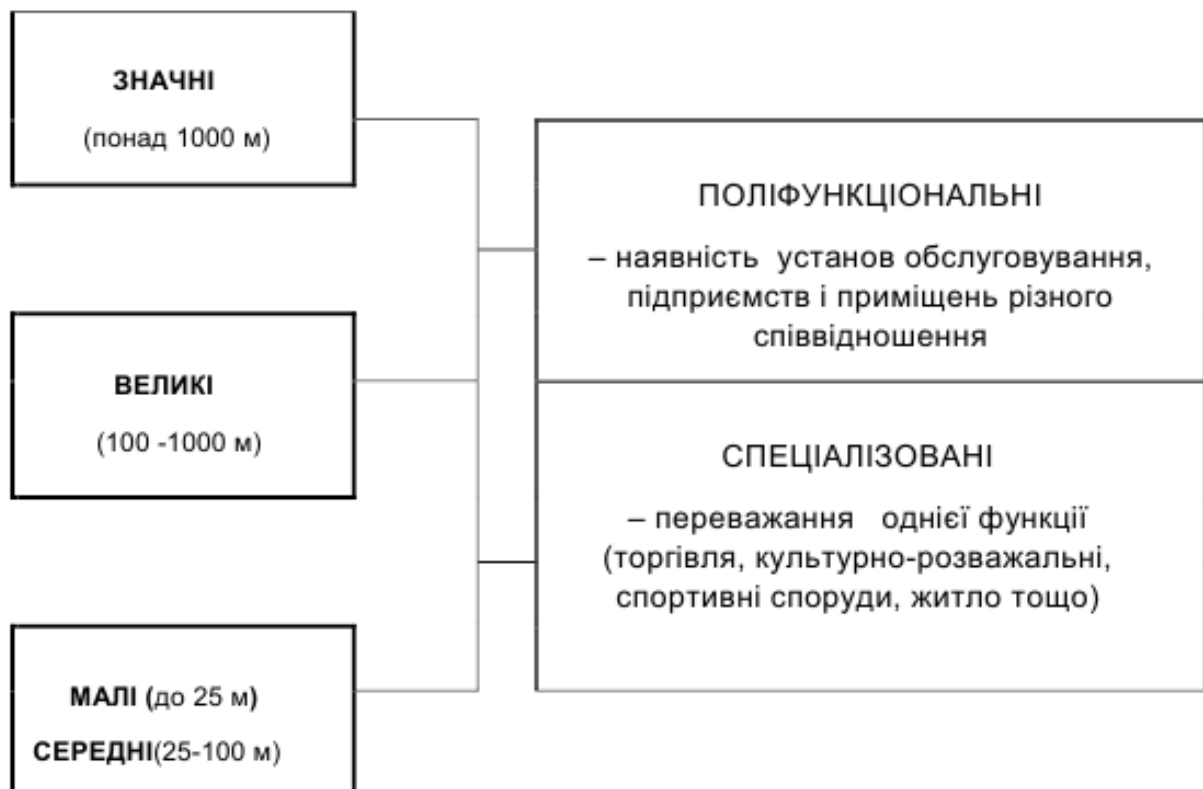 ЗНАЧНІ
(понад 1000 м)
ВЕЛИКІ
(100 -1000 м)
МАЛІ (до 25 м)
СЕРЕДНІ(25-100 м)
ПОЛІФУНКЦІОНАЛЬНІ
– наявність установ обслуговування,
підприємств і приміщень різного
співвідношення
СПЕЦІАЛІЗОВАНІ
– переважання однієї функції
(торгівля, культурно-розважальні,
спортивні споруди, житло тощо)